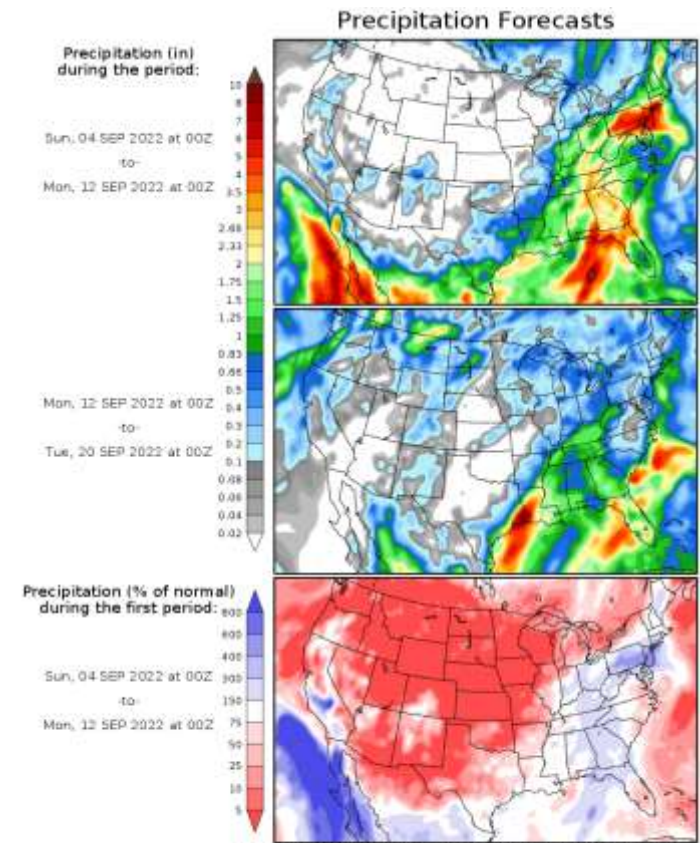 Precipitation Forecasts
Precipitation (in)
during the period:
Sun, 04 SEP 2022 at 00Z
-to-
Mon, 12 SEP 2022 at 00Z
10
9
8
7
6
5
4
3.5
3
2.66
2.33
2
1.75
1.5
1.25
1
0.83
0.66
0.5
0.4
0.3
0.2
0.1
0.08
0.06
0.04
0.02
Mon, 12 SEP 2022 at 00Z
-to-
Tue, 20 SEP 2022 at 00Z
Precipitation (% of normal)
during the first period:
800
600
400
300
150
75
50
25
10
5
Sun, 04 SEP 2022 at 00Z
-to-
Mon, 12 SEP 2022 at 00Z